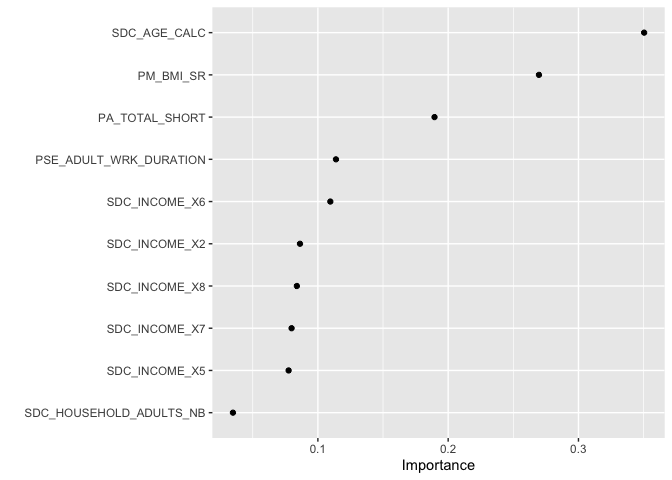 SDC_AGE_CALC
PM_BMI_SR
PA_TOTAL_SHORT
PSE_ADULT_WRK_DURATION
SDC_INCOME_X6
SDC_INCOME_X2
SDC_INCOME_X8
SDC_INCOME_X7
SDC_INCOME_X5
SDC_HOUSEHOLD_ADULTS_NB
0.1 0.2 0.3
Importance